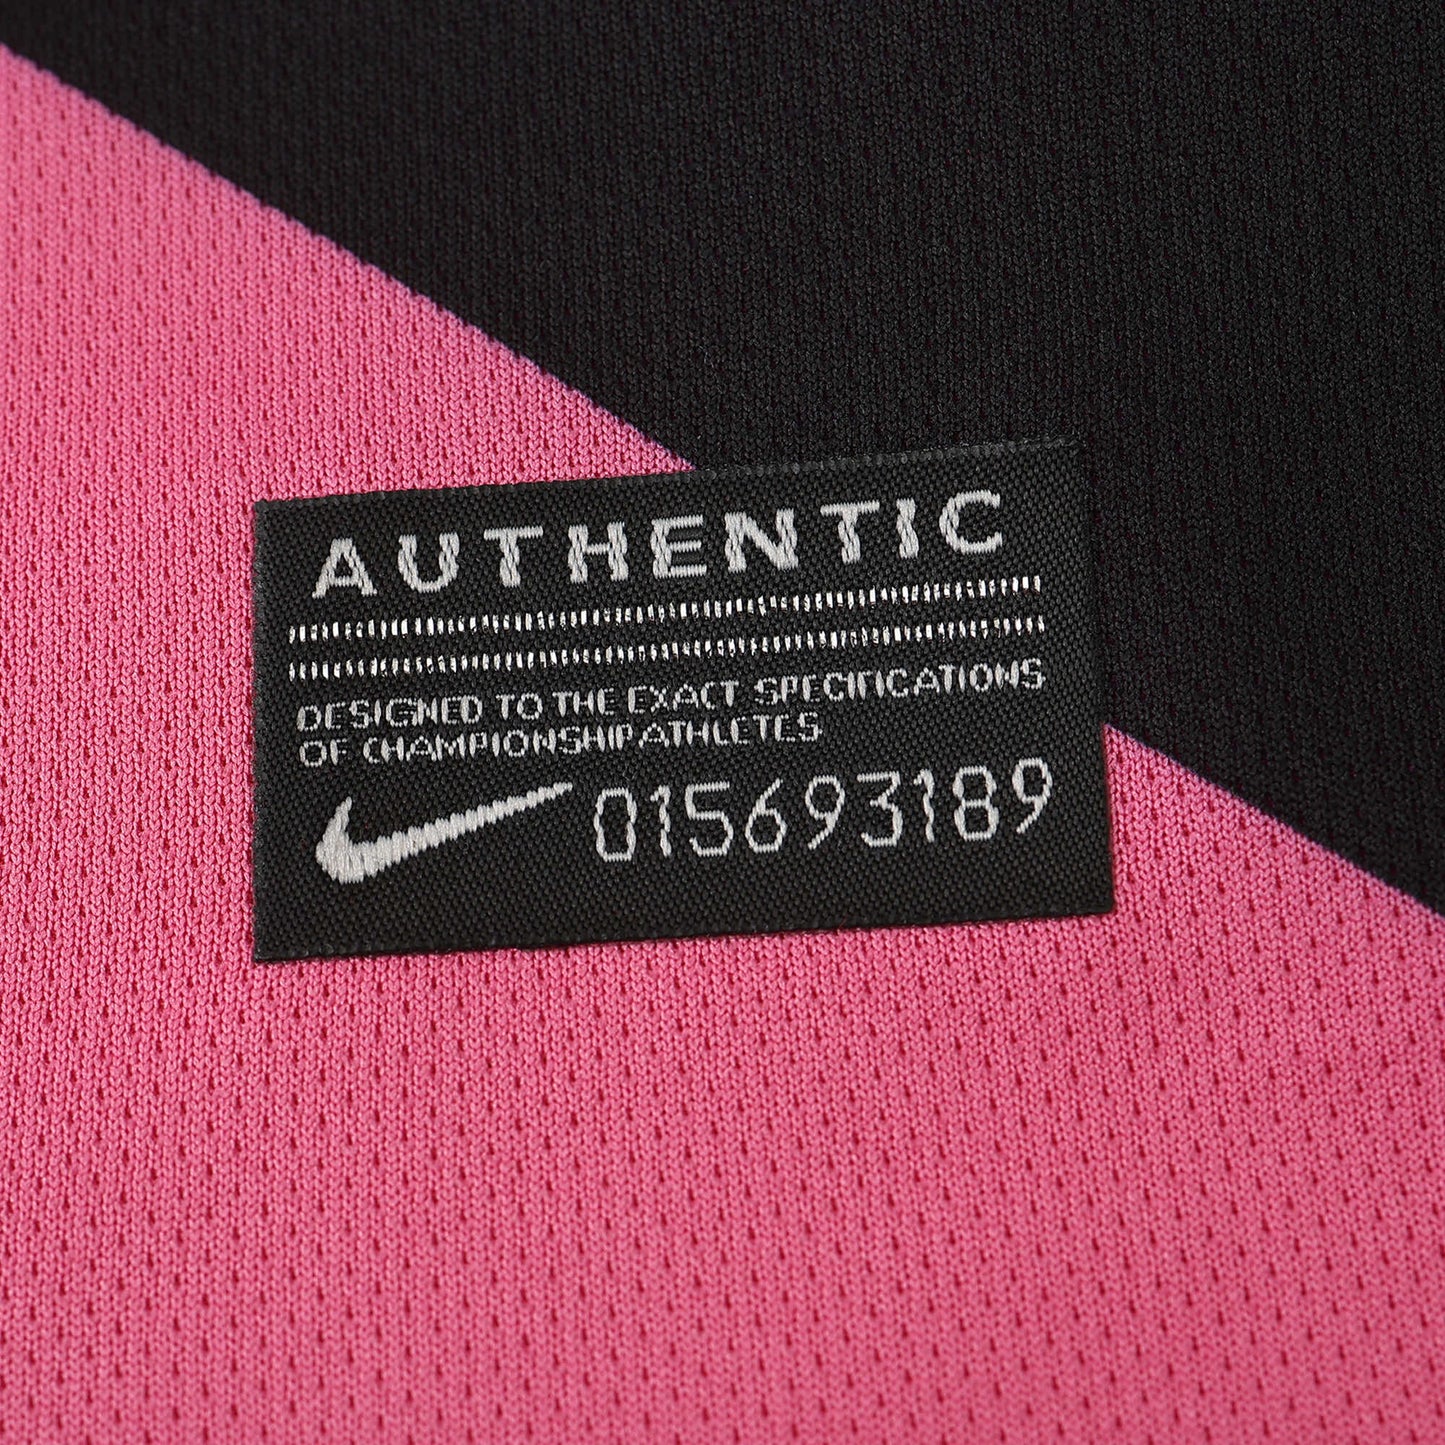 AUTHENTIC
DESIGNED TO THE EXACT SPECIFICATIONS
OF CHAMPIONSHIP ATHLETES
015693189